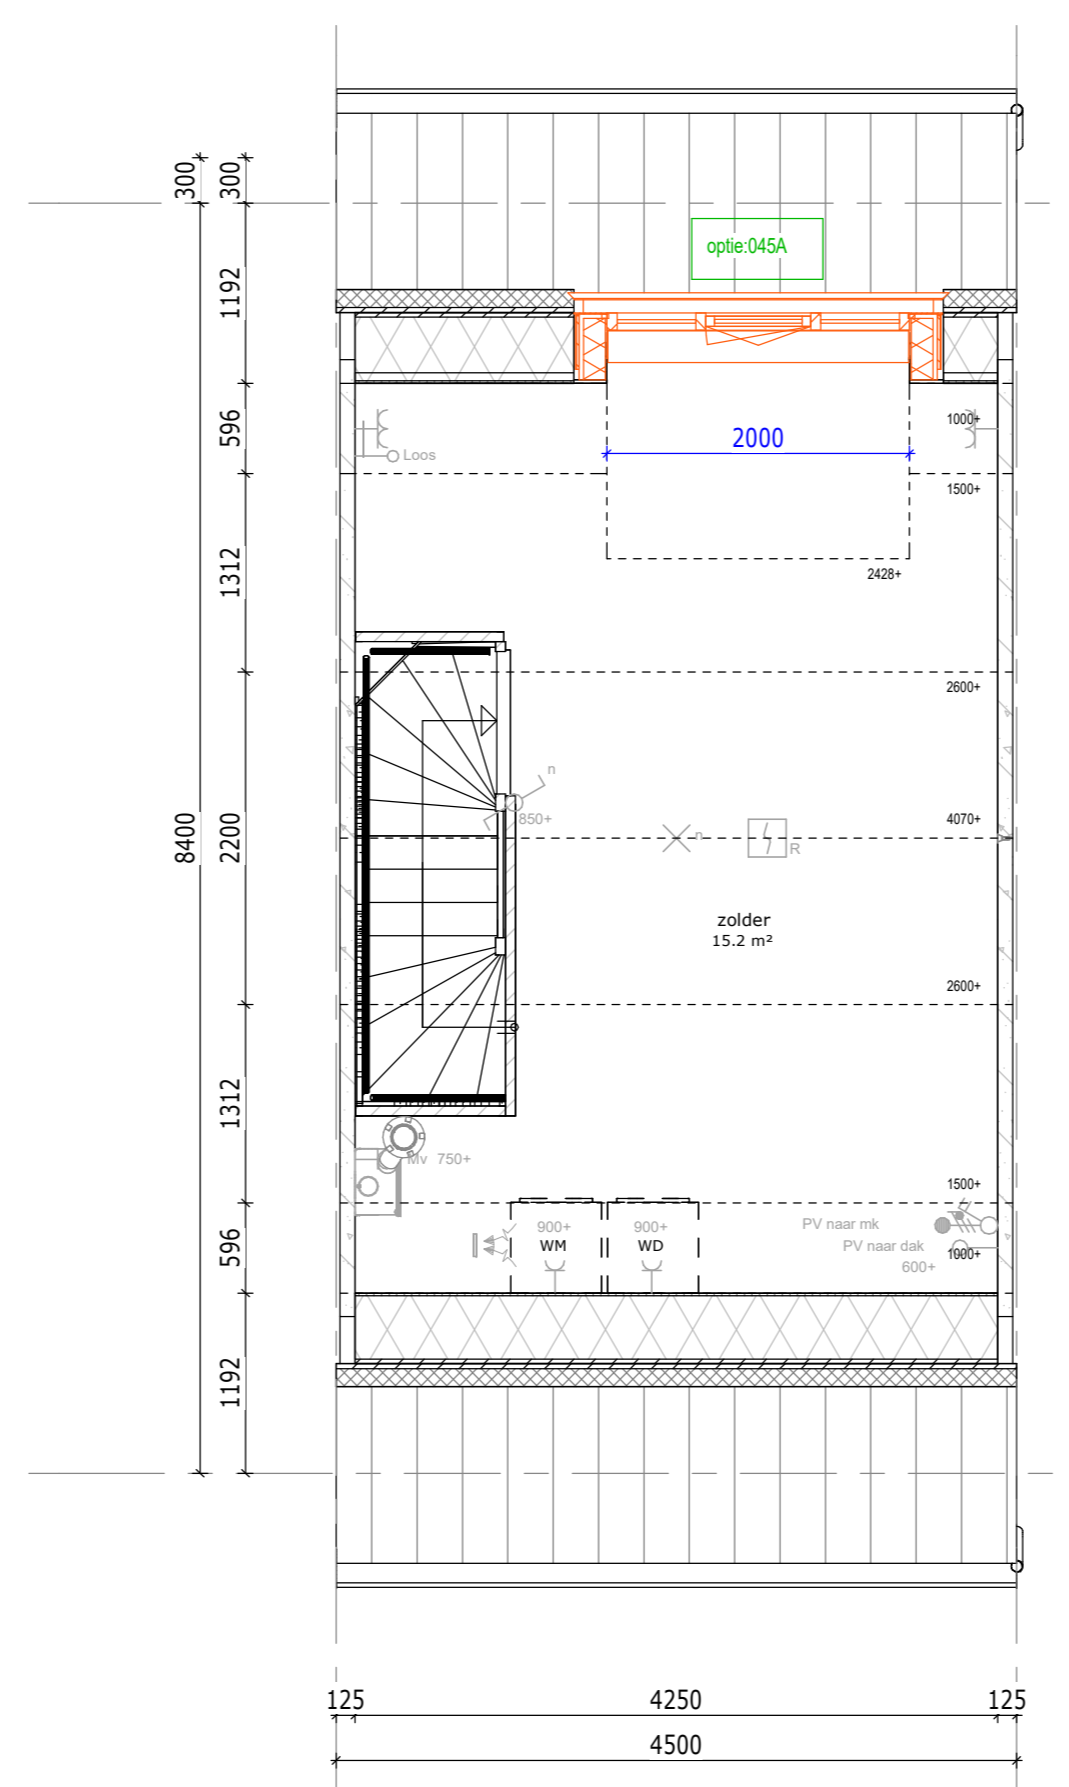 300
300
optie:045A
1192
596
2000
1000+
Loos
1500+
1312
2428+
2600+
n
850+
8400
2200
4070+
n
R
zolder
15.2 m²
2600+
1312
Mv 750+
1500+
596
900+
900+
WM
WD
PV naar mk
PV naar dak
1000+
600+
1192
125
4250
125
4500